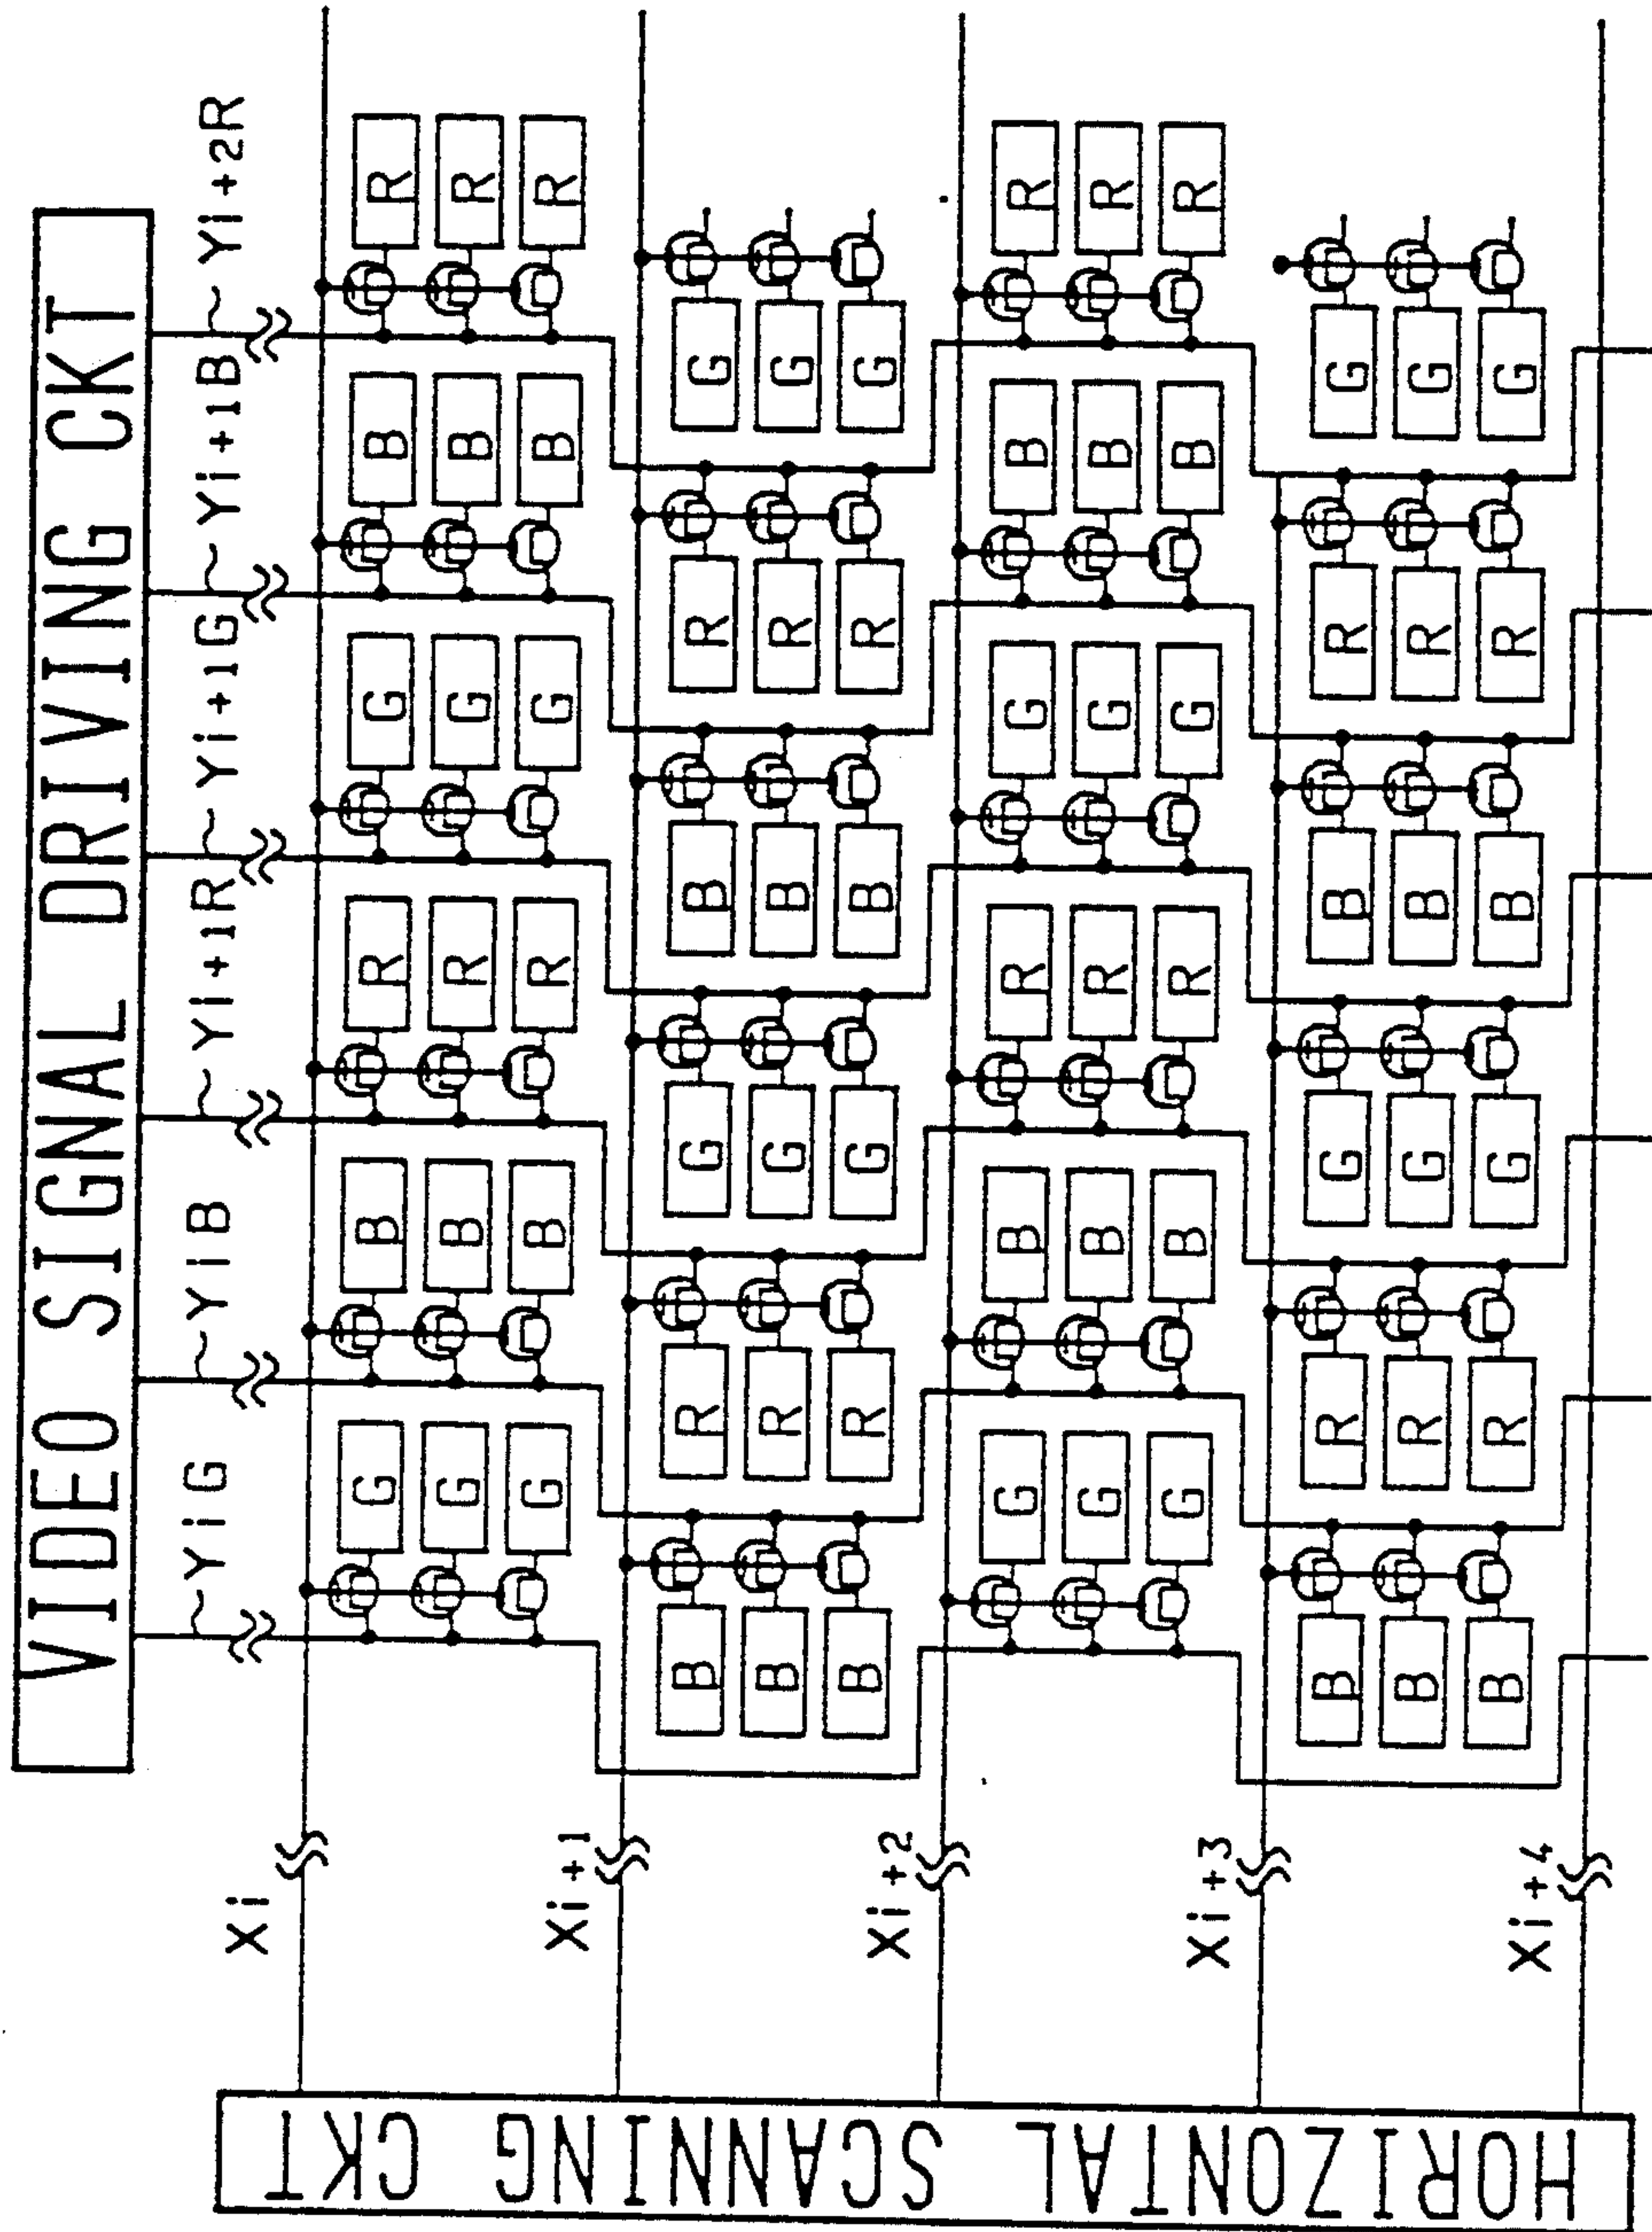 VIDEO SIGNAL DRIVING CKT
YiG YiB Yi+1R Yi+1G Yi+1B Yi+2R
HORIZONTAL SCANNING CKT
Xi
G B R G B R
G B R G B R
G B R G B R
Xi+1
B R G B R G
B R G B R G
B R G B R G
Xi+2
G B R G B R
G B R G B R
G B R G B R
Xi+3
B R G B R G
B R G B R G
B R G B R G
Xi+4